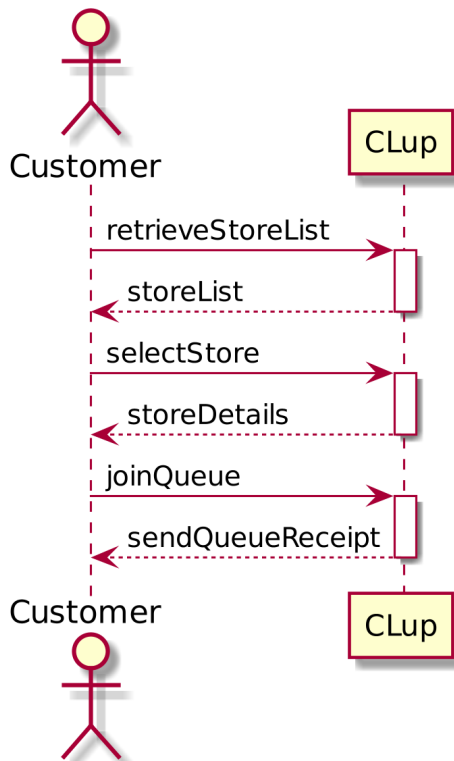 Customer
CLup
retrieveStoreList
storeList
selectStore
storeDetails
joinQueue
sendQueueReceipt
Customer
CLup